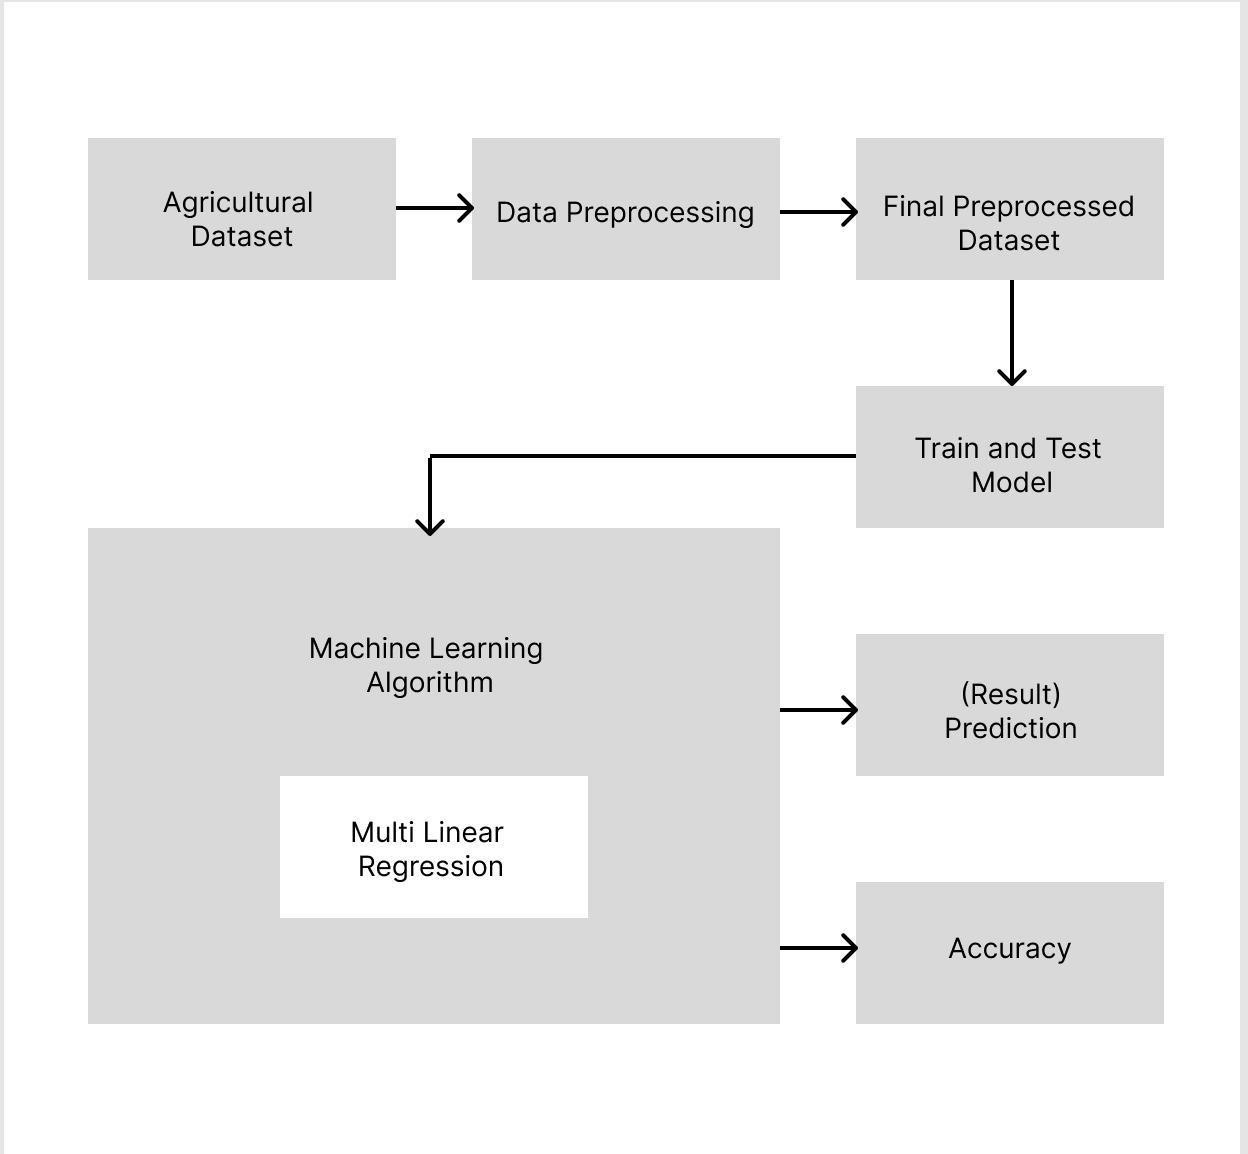 Agricultural
Dataset
Data Preprocessing
Final Preprocessed
Dataset
Train and Test
Model
Machine Learning
Algorithm
Multi Linear
Regression
(Result)
Prediction
Accuracy